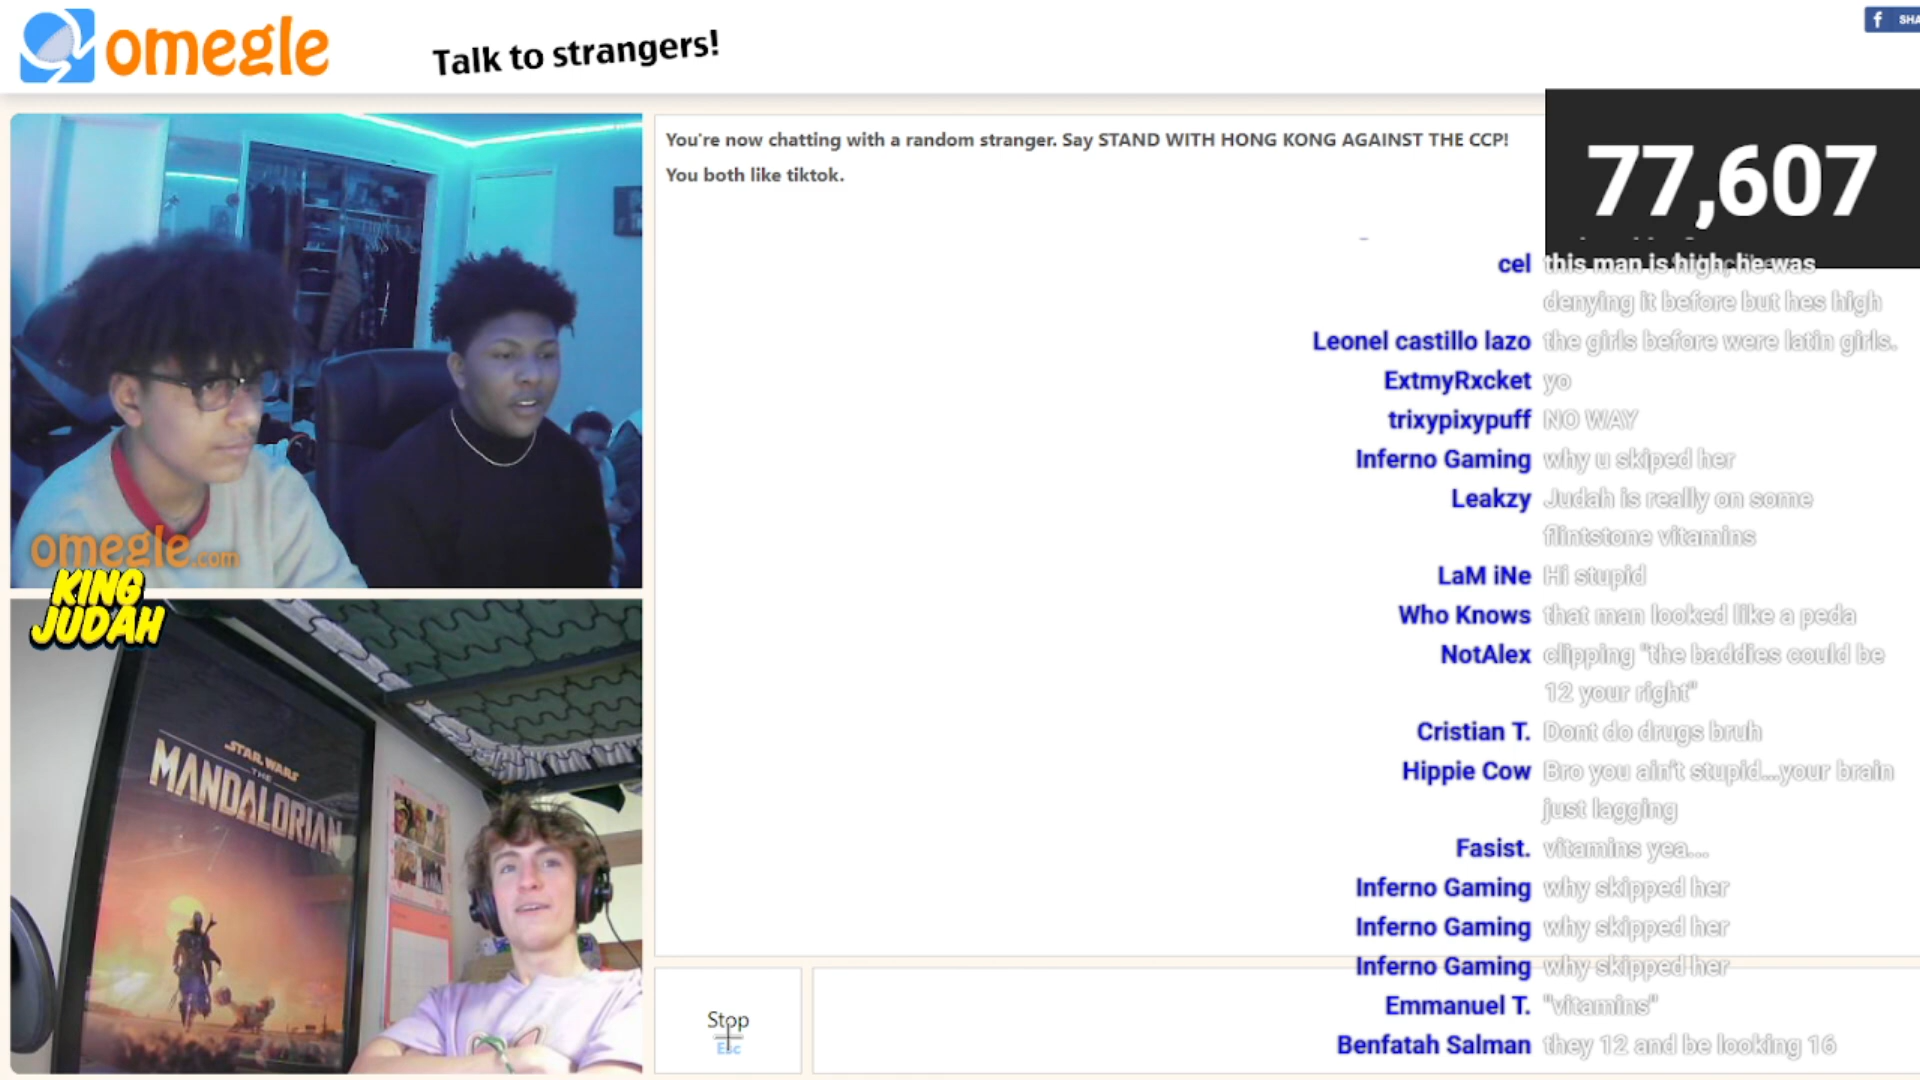 omegle
Talk to strangers!
f SHA
You're now chatting with a random stranger. Say STAND WITH HONG KONG AGAINST THE CCP!
You both like tiktok.
77,607
cel this man is high, he was
denying it before but hes high
Leonel castillo lazo the girls before were latin girls.
ExtmyRxcket yo
trixypixypuff NO WAY
Inferno Gaming why u skiped her
Leakzy Judah is really on some
flintstone vitamins
LaM iNe Hi stupid
Who Knows that man looked like a peda
NotAlex clipping "the baddies could be
12 your right"
Cristian T. Dont do drugs bruh
Hippie Cow Bro you ain't stupid...your brain
just lagging
Fasist. vitamins yea...
Inferno Gaming why skipped her
Inferno Gaming why skipped her
Inferno Gaming why skipped her
Emmanuel T. "vitamins"
Benfatah Salman they 12 and be looking 16
omegle.com
KING
JUDAH
STAR WARS
THE
MANDALORIAN
Stop
Esc